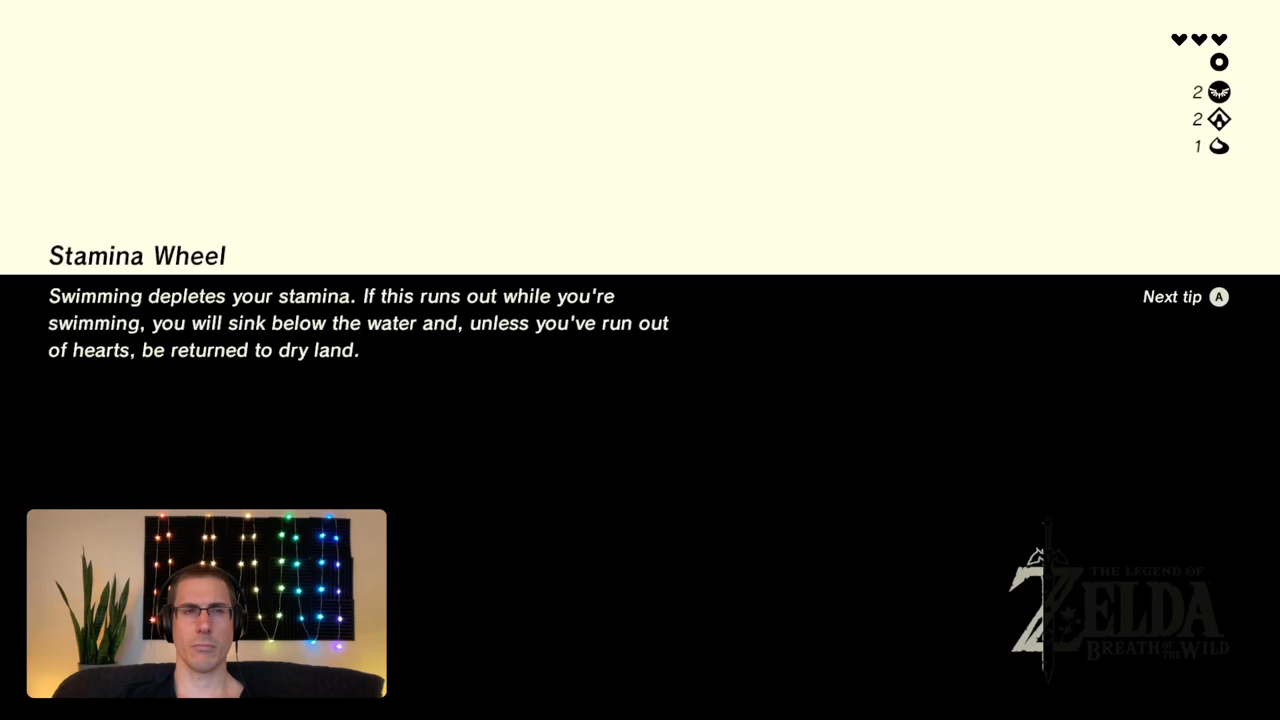 2
2
1
Stamina Wheel
Swimming depletes your stamina. If this runs out while you're
swimming, you will sink below the water and, unless you've run out
of hearts, be returned to dry land.
Next tip A
THE LEGEND OF
ZELDA
BREATH OF THE WILD